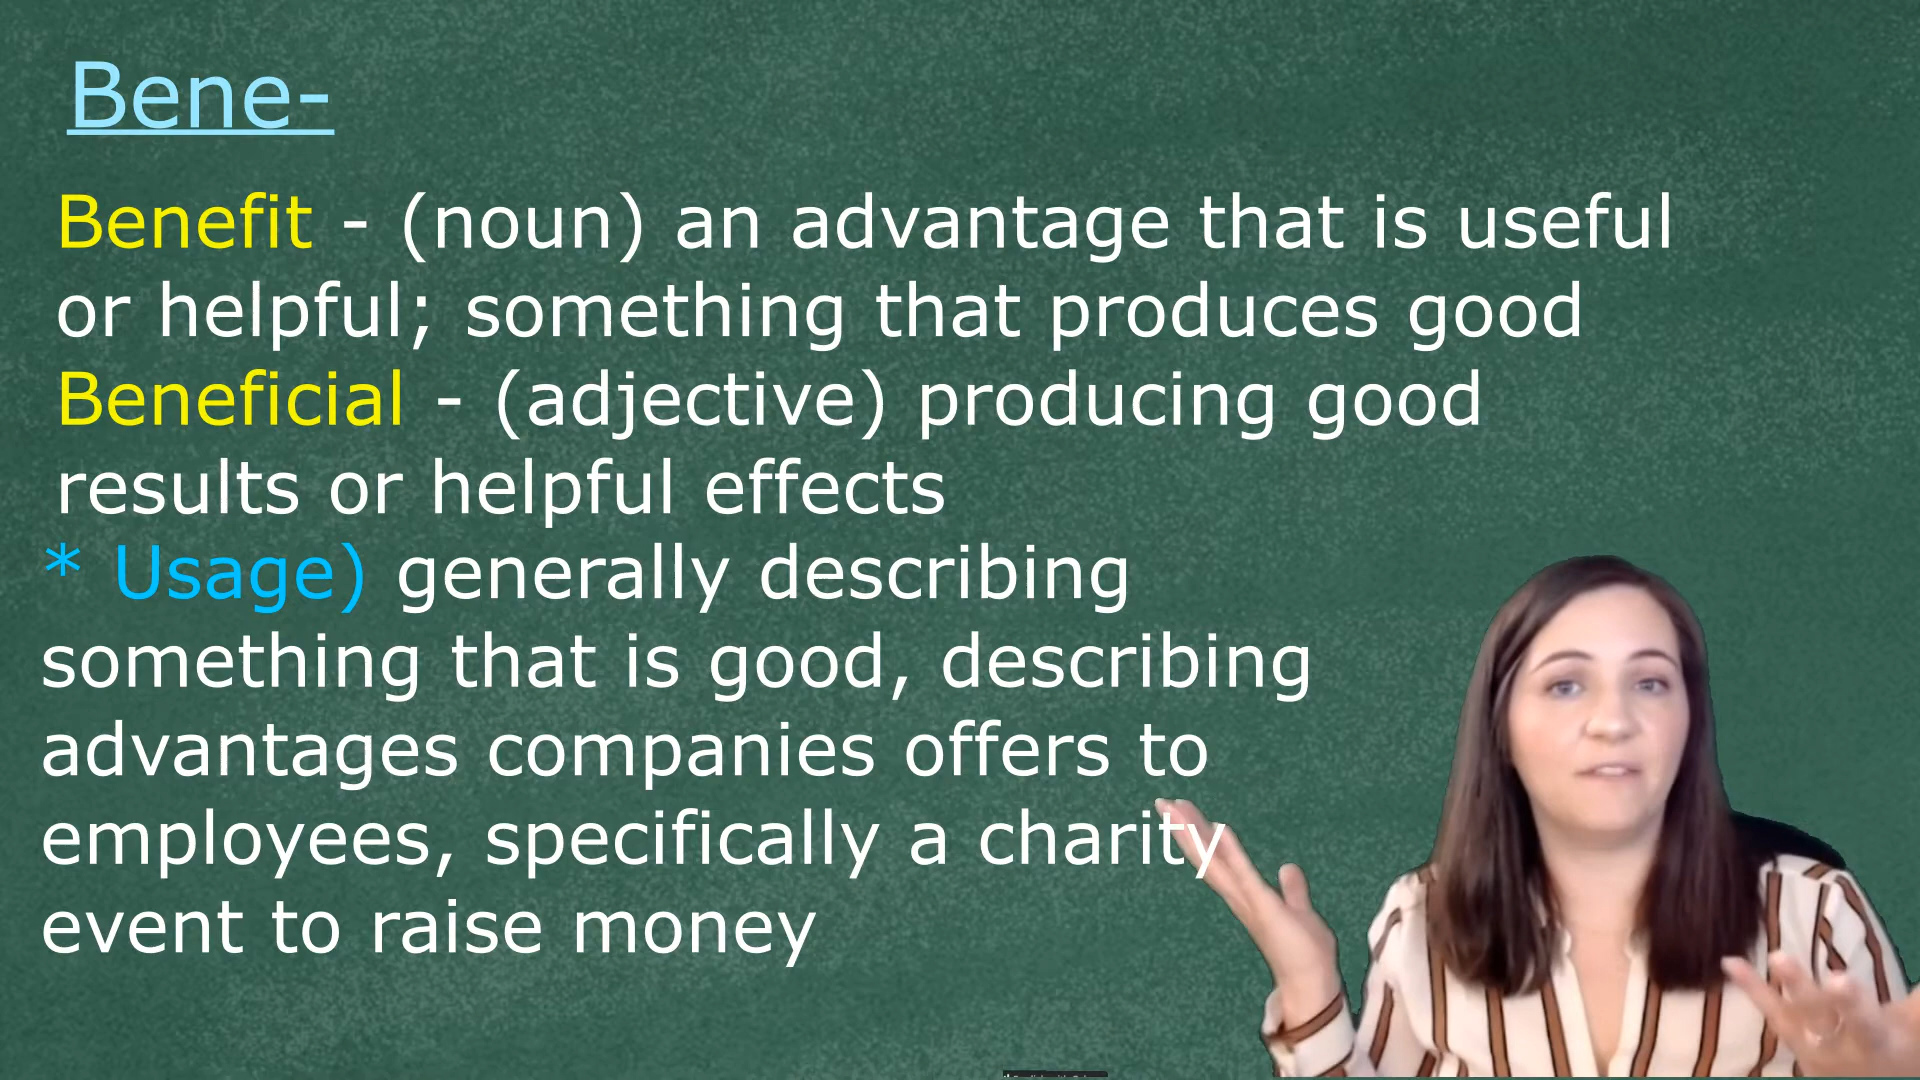 Bene-
Benefit - (noun) an advantage that is useful
or helpful; something that produces good
Beneficial - (adjective) producing good
results or helpful effects
* Usage) generally describing
something that is good, describing
advantages companies offers to
employees, specifically a charity
event to raise money